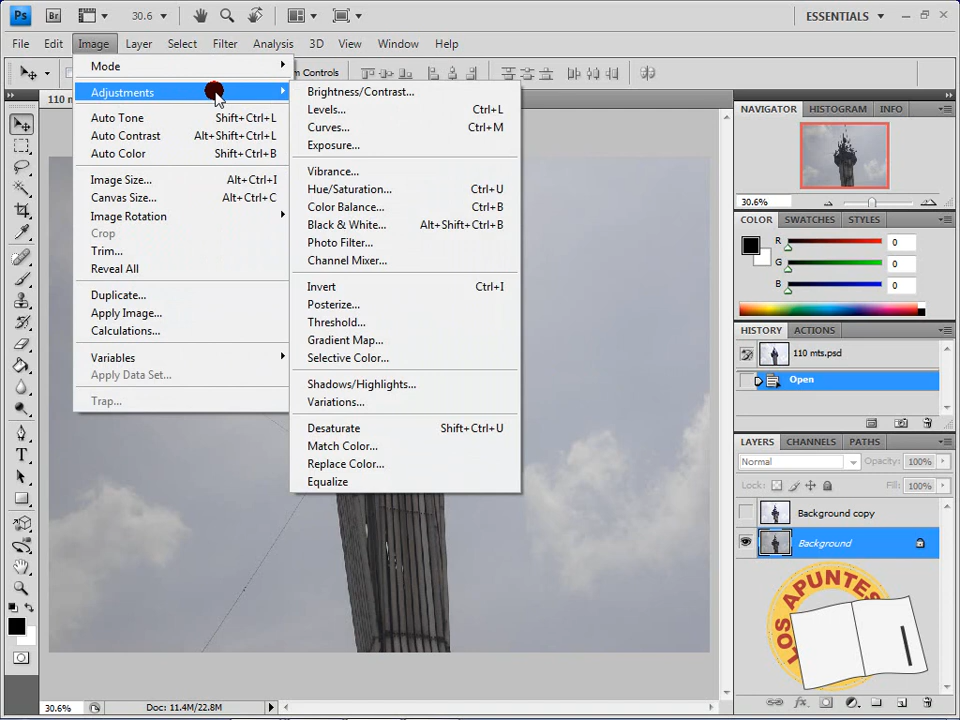 Ps Br 30.6 ESSENTIALS
File Edit Image Layer Select Filter Analysis 3D View Window Help
m Controls
110 m
Mode
Adjustments
Auto Tone Shift+Ctrl+L
Auto Contrast Alt+Shift+Ctrl+L
Auto Color Shift+Ctrl+B
Image Size... Alt+Ctrl+I
Canvas Size... Alt+Ctrl+C
Image Rotation
Crop
Trim...
Reveal All
Duplicate...
Apply Image...
Calculations...
Variables
Apply Data Set...
Trap...
Brightness/Contrast...
Levels... Ctrl+L
Curves... Ctrl+M
Exposure...
Vibrance...
Hue/Saturation... Ctrl+U
Color Balance... Ctrl+B
Black & White... Alt+Shift+Ctrl+B
Photo Filter...
Channel Mixer...
Invert Ctrl+I
Posterize...
Threshold...
Gradient Map...
Selective Color...
Shadows/Highlights...
Variations...
Desaturate Shift+Ctrl+U
Match Color...
Replace Color...
Equalize
NAVIGATOR HISTOGRAM INFO
30.6%
COLOR SWATCHES STYLES
R 0
G 0
B 0
HISTORY ACTIONS
110 mts.psd
Open
LAYERS CHANNELS PATHS
Normal Opacity: 100%
Lock: Fill: 100%
Background copy
Background
LOS APUNTES
30.6% Doc: 11.4M/22.8M